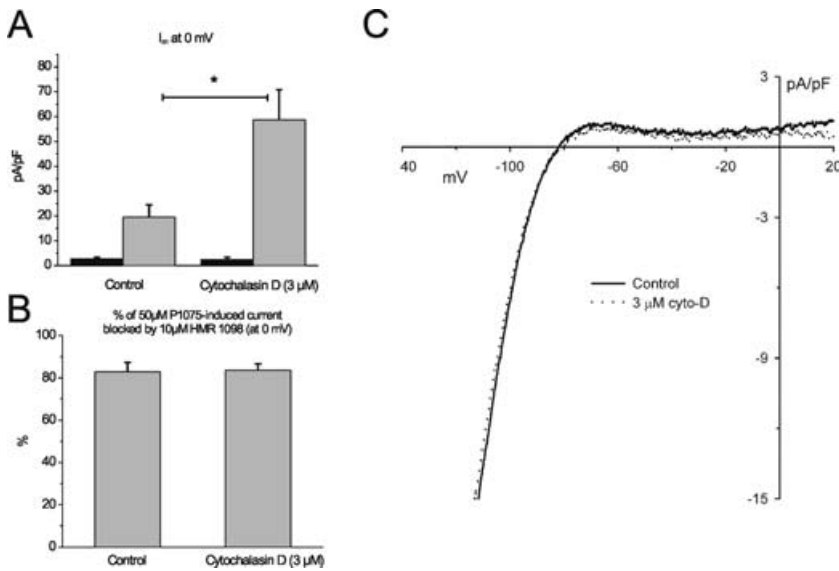 A
I_m at 0 mV
*
pA/pF
80
70
60
50
40
30
20
10
0
Control
Cytochalasin D (3 µM)
B
% of 50µM P1075-induced current
blocked by 10µM HMR 1098 (at 0 mV)
%
100
80
60
40
20
0
Control
Cytochalasin D (3 µM)
C
3
pA/pF
40
-100
-60
-20
20
mV
-3
Control
3 µM cyto-D
-9
-15